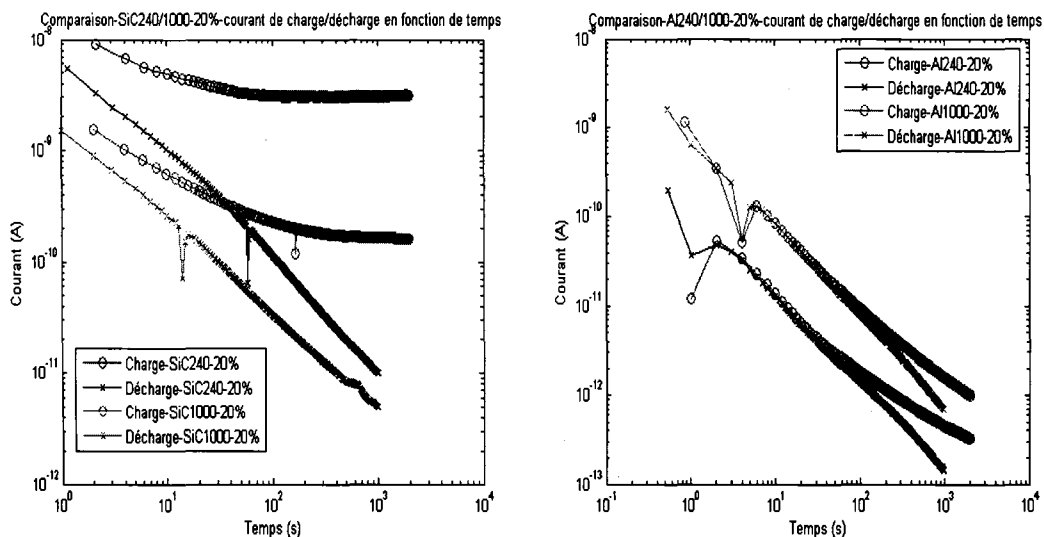 Comparaison-SiC240/1000-20%-courant de charge/décharge en fonction de temps
10^-8
10^-9
10^-10
10^-11
10^-12
Courant (A)
Charge-SiC240-20%
Décharge-SiC240-20%
Charge-SiC1000-20%
Décharge-SiC1000-20%
10^0
10^1
10^2
10^3
10^4
Temps (s)
Comparaison-Al240/1000-20%-courant de charge/décharge en fonction de temps
10^-8
10^-9
10^-10
10^-11
10^-12
10^-13
Courant (A)
Charge-Al240-20%
Décharge-Al240-20%
Charge-Al1000-20%
Décharge-Al1000-20%
10^-1
10^0
10^1
10^2
10^3
10^4
Temps (s)